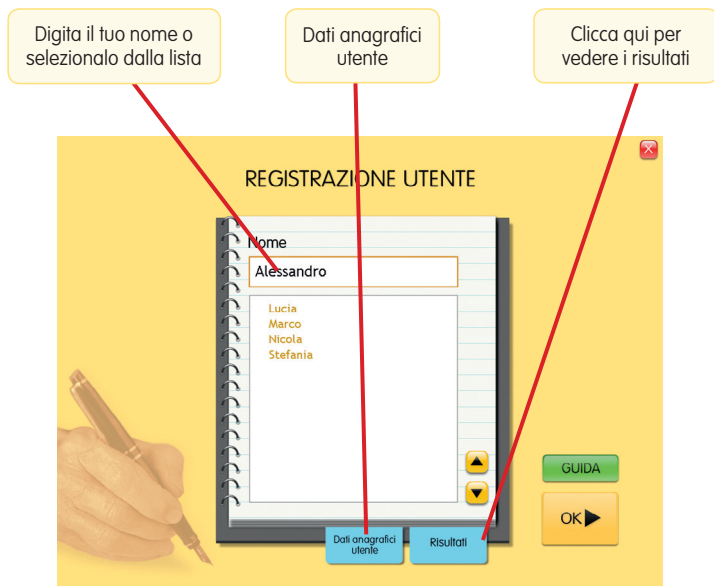 Digita il tuo nome o
selezionalo dalla lista
Dati anagrafici
utente
Clicca qui per
vedere i risultati
X
REGISTRAZIONE UTENTE
Nome
Alessandro
Lucia
Marco
Nicola
Stefania
GUIDA
OK
Dati anagrafici
utente
Risultati